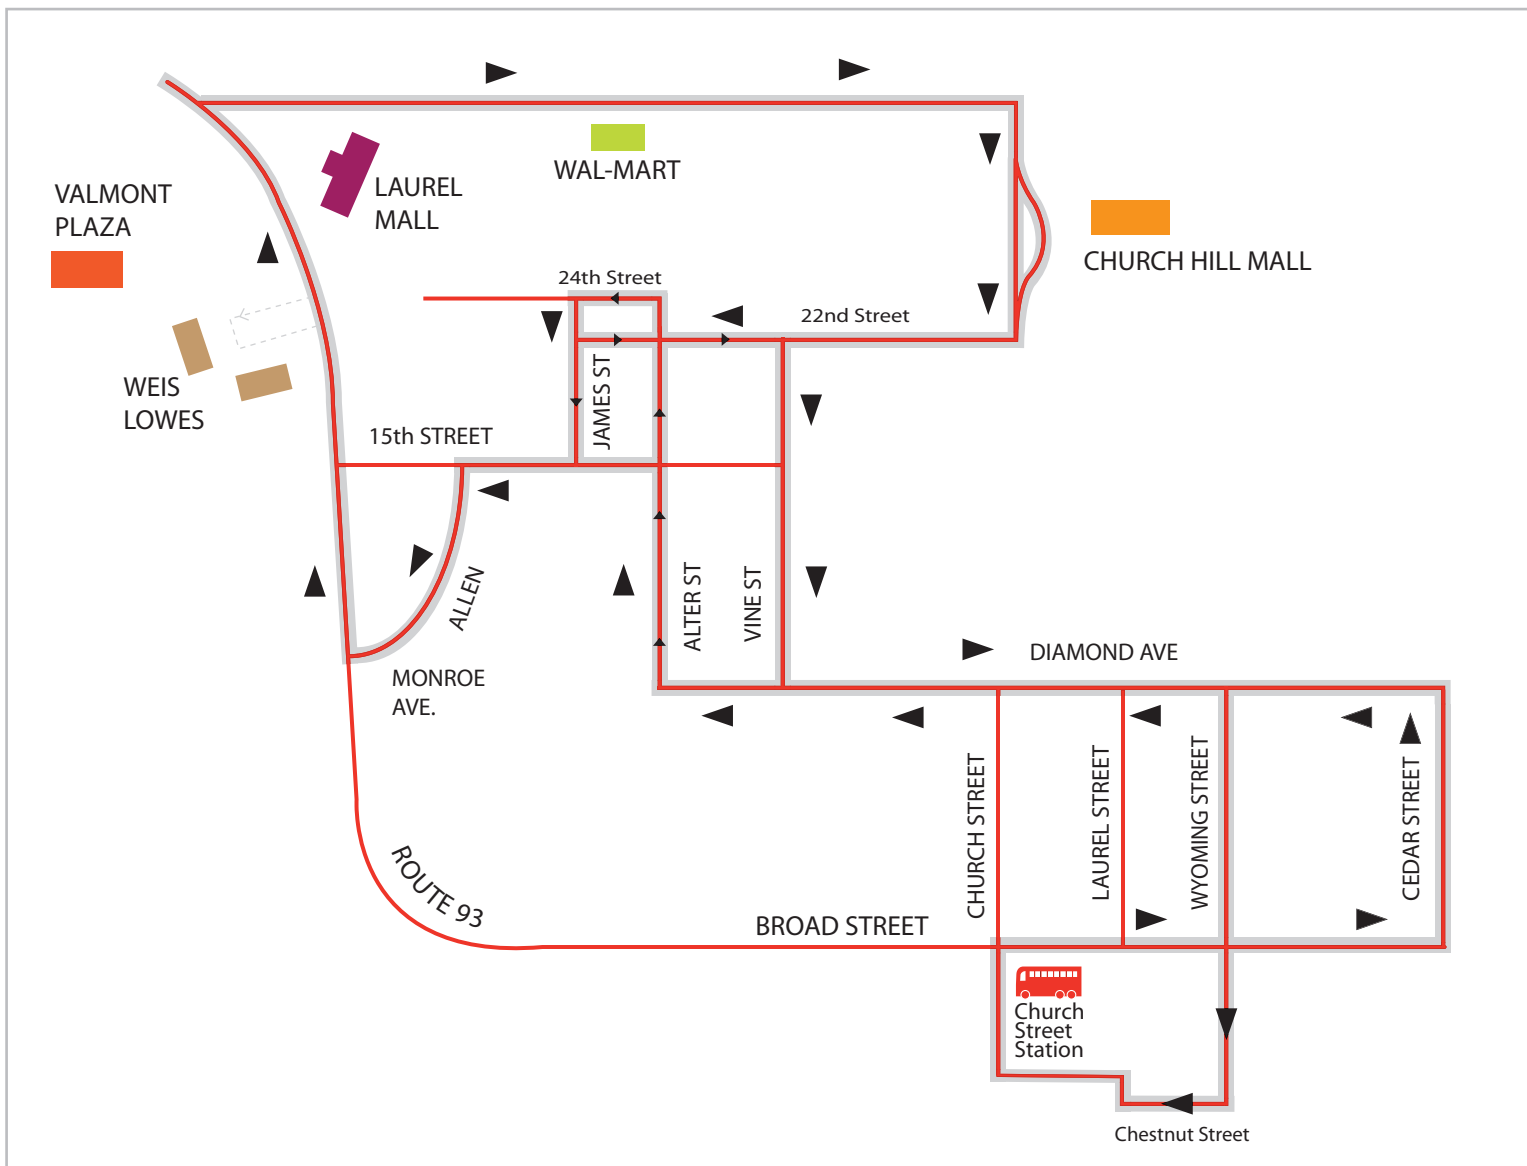 VALMONT
PLAZA
LAUREL
MALL
WAL-MART
CHURCH HILL MALL
24th Street
22nd Street
WEIS
LOWES
15th STREET
JAMES ST
ALLEN
MONROE
AVE.
ALTER ST
VINE ST
DIAMOND AVE
CHURCH STREET
LAUREL STREET
WYOMING STREET
CEDAR STREET
ROUTE 93
BROAD STREET
Church
Street
Station
Chestnut Street